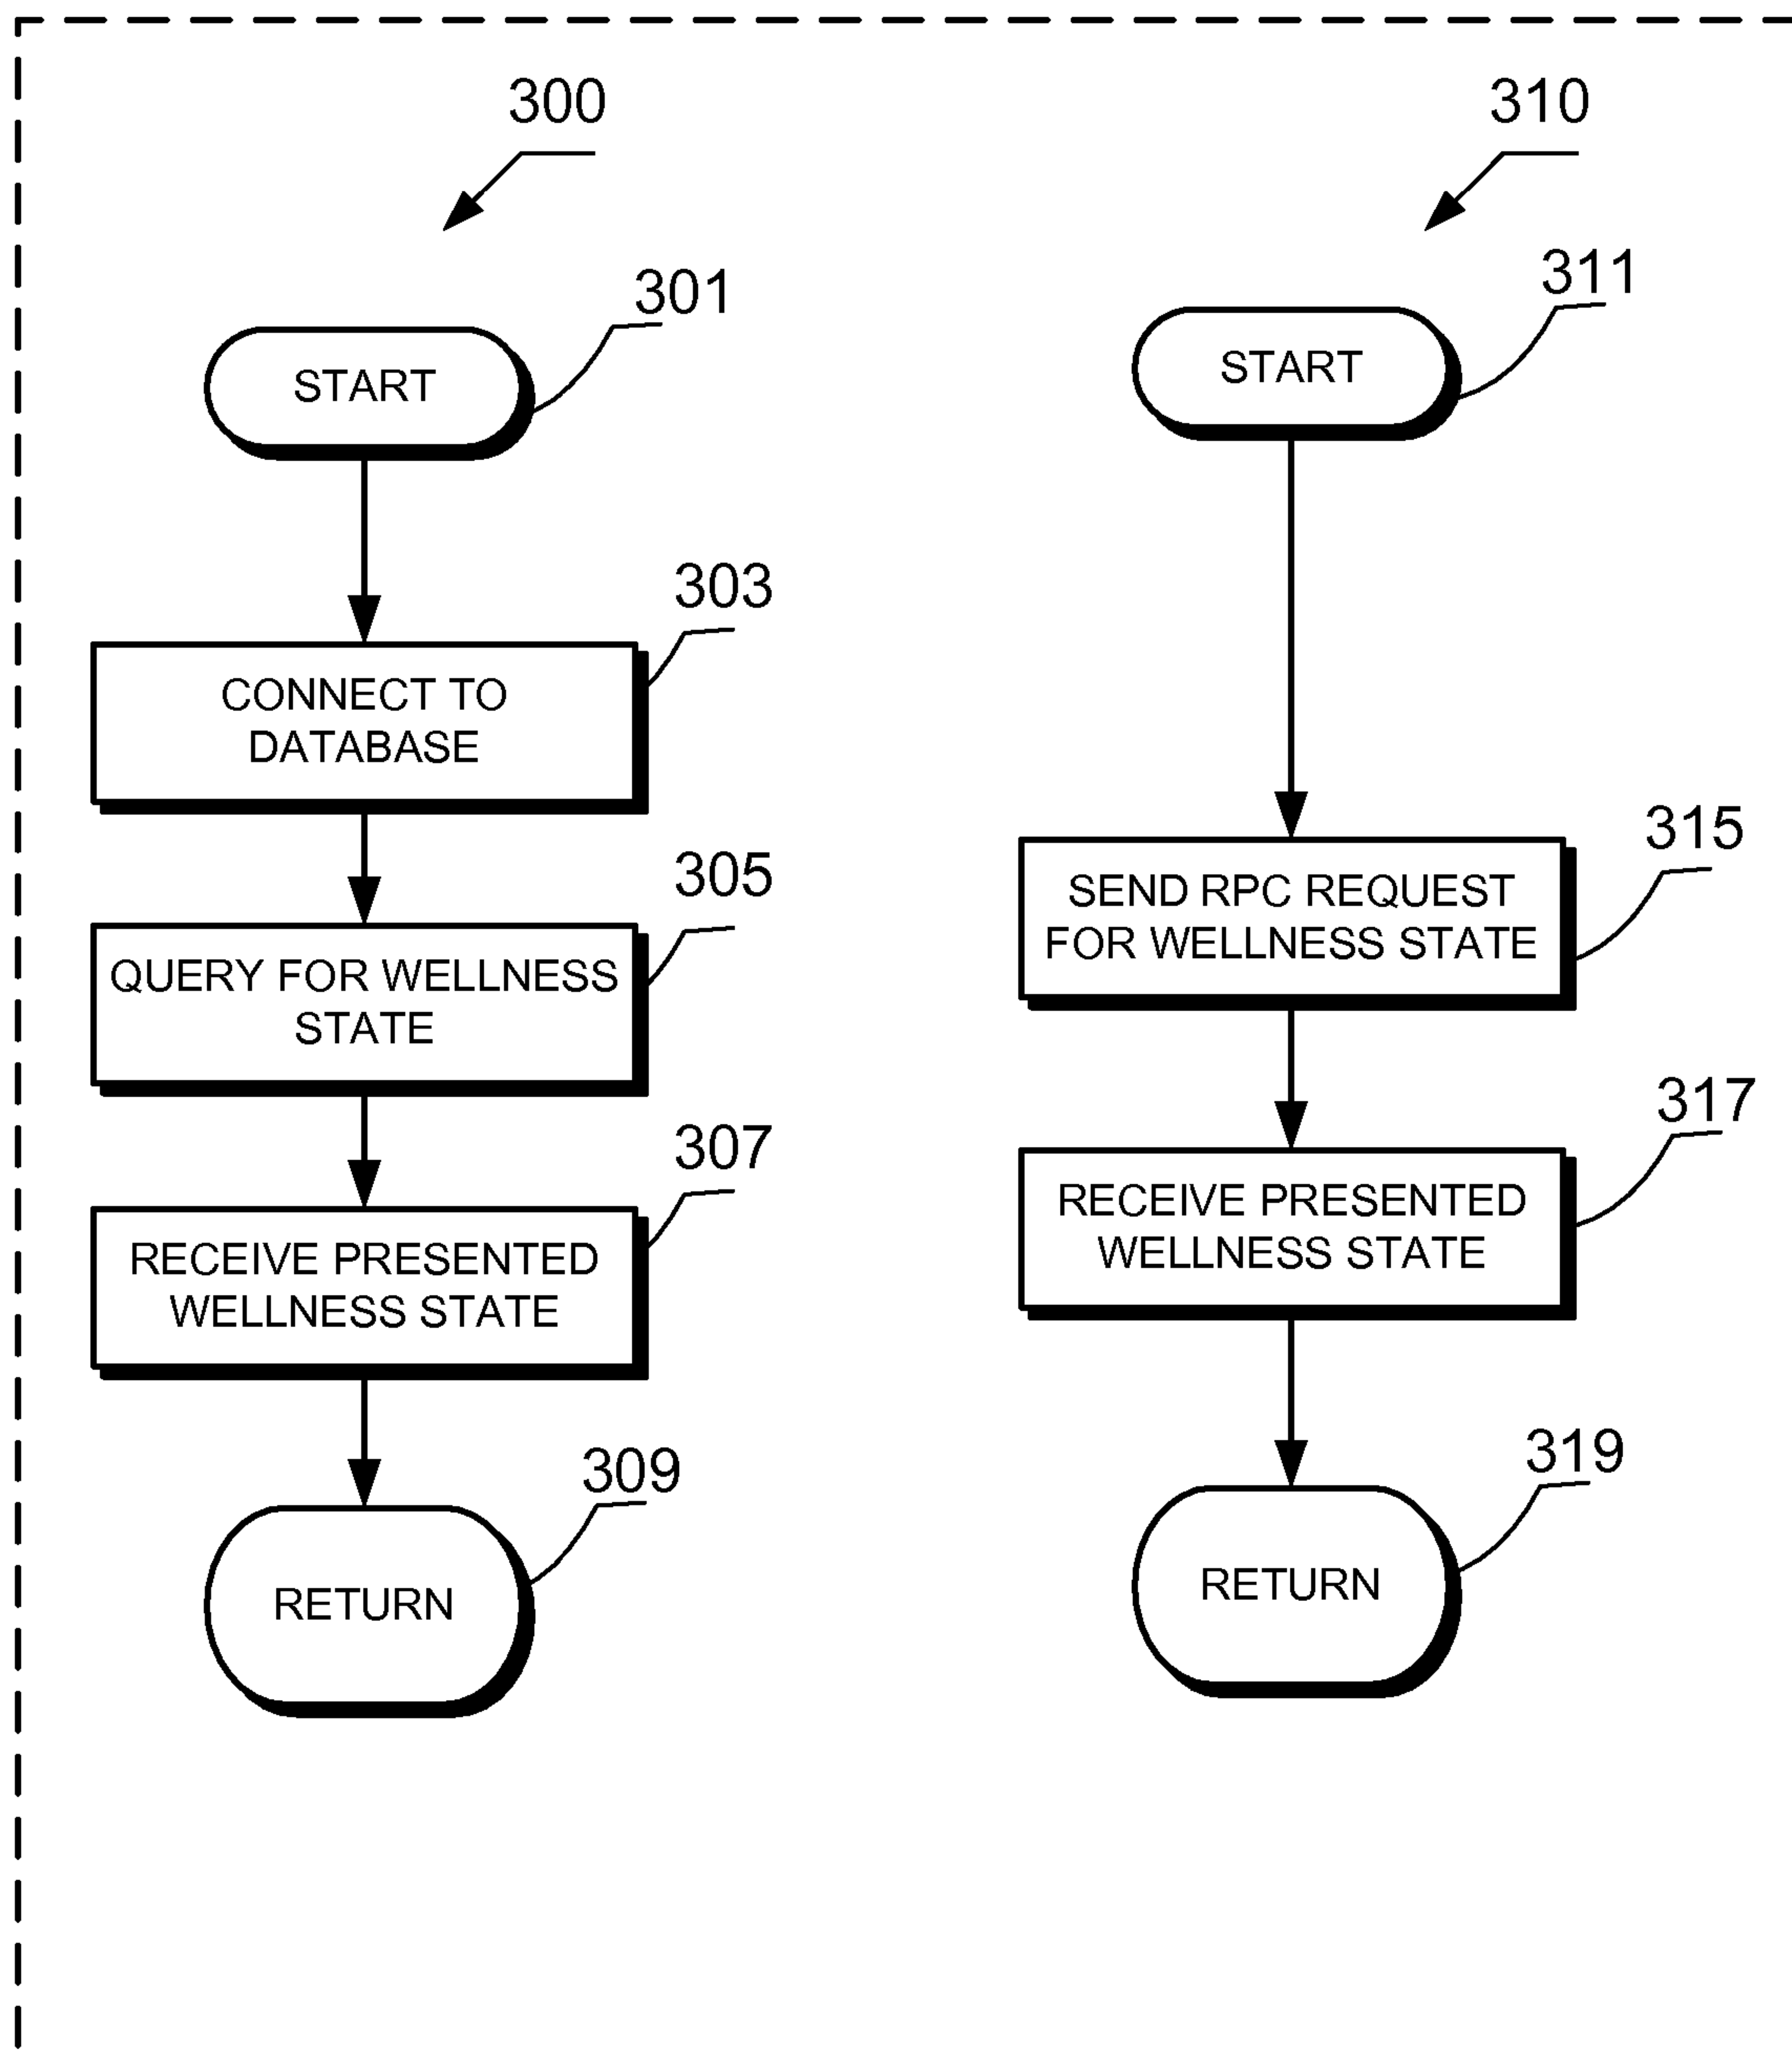 300
301
START
303
CONNECT TO
DATABASE
305
QUERY FOR WELLNESS
STATE
307
RECEIVE PRESENTED
WELLNESS STATE
309
RETURN
310
311
START
315
SEND RPC REQUEST
FOR WELLNESS STATE
317
RECEIVE PRESENTED
WELLNESS STATE
319
RETURN